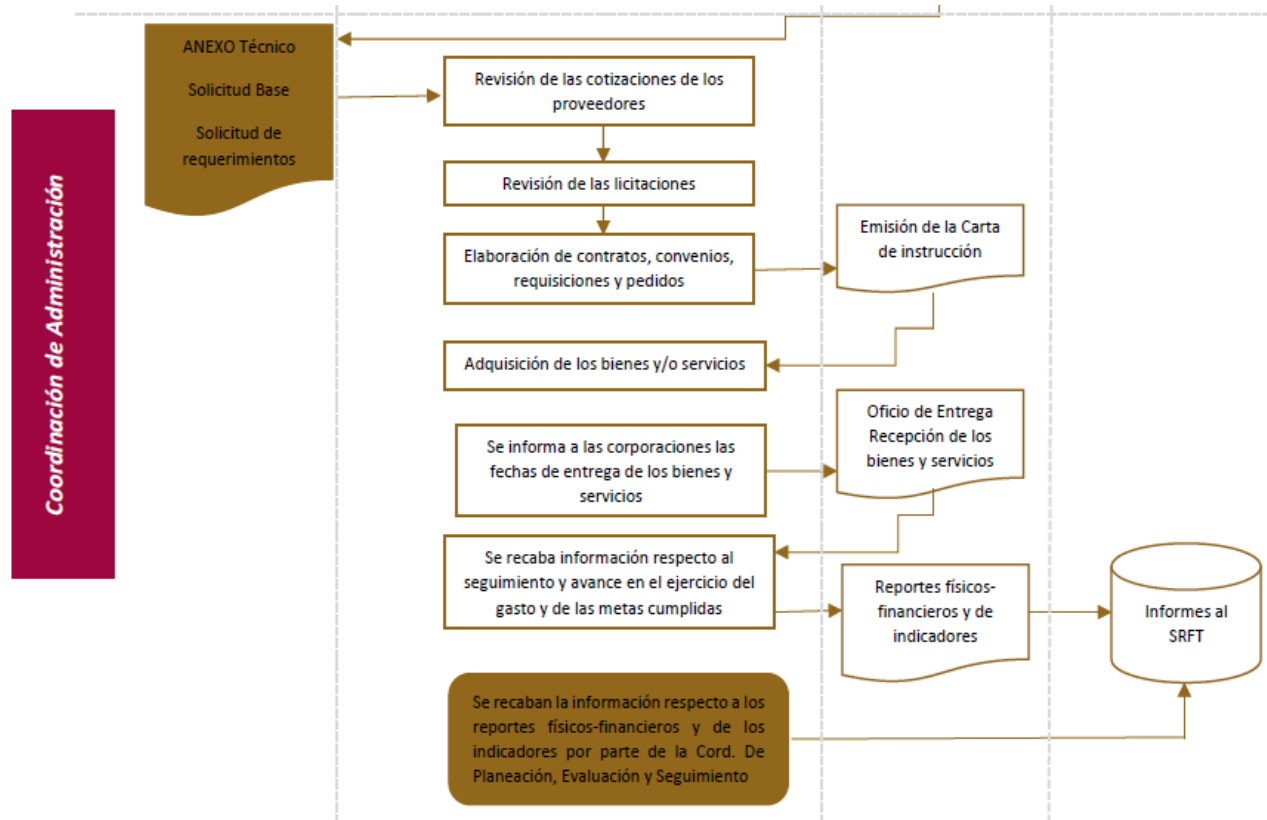 Coordinación de Administración
ANEXO Técnico
Solicitud Base
Solicitud de
requerimientos
Revisión de las cotizaciones de los
proveedores
Revisión de las licitaciones
Elaboración de contratos, convenios,
requisiciones y pedidos
Emisión de la Carta
de instrucción
Adquisición de los bienes y/o servicios
Se informa a las corporaciones las
fechas de entrega de los bienes y
servicios
Oficio de Entrega
Recepción de los
bienes y servicios
Se recaba información respecto al
seguimiento y avance en el ejercicio del
gasto y de las metas cumplidas
Reportes físicos-
financieros y de
indicadores
Informes al
SRFT
Se recaban la información respecto a los
reportes físicos-financieros y de los
indicadores por parte de la Cord. De
Planeación, Evaluación y Seguimiento